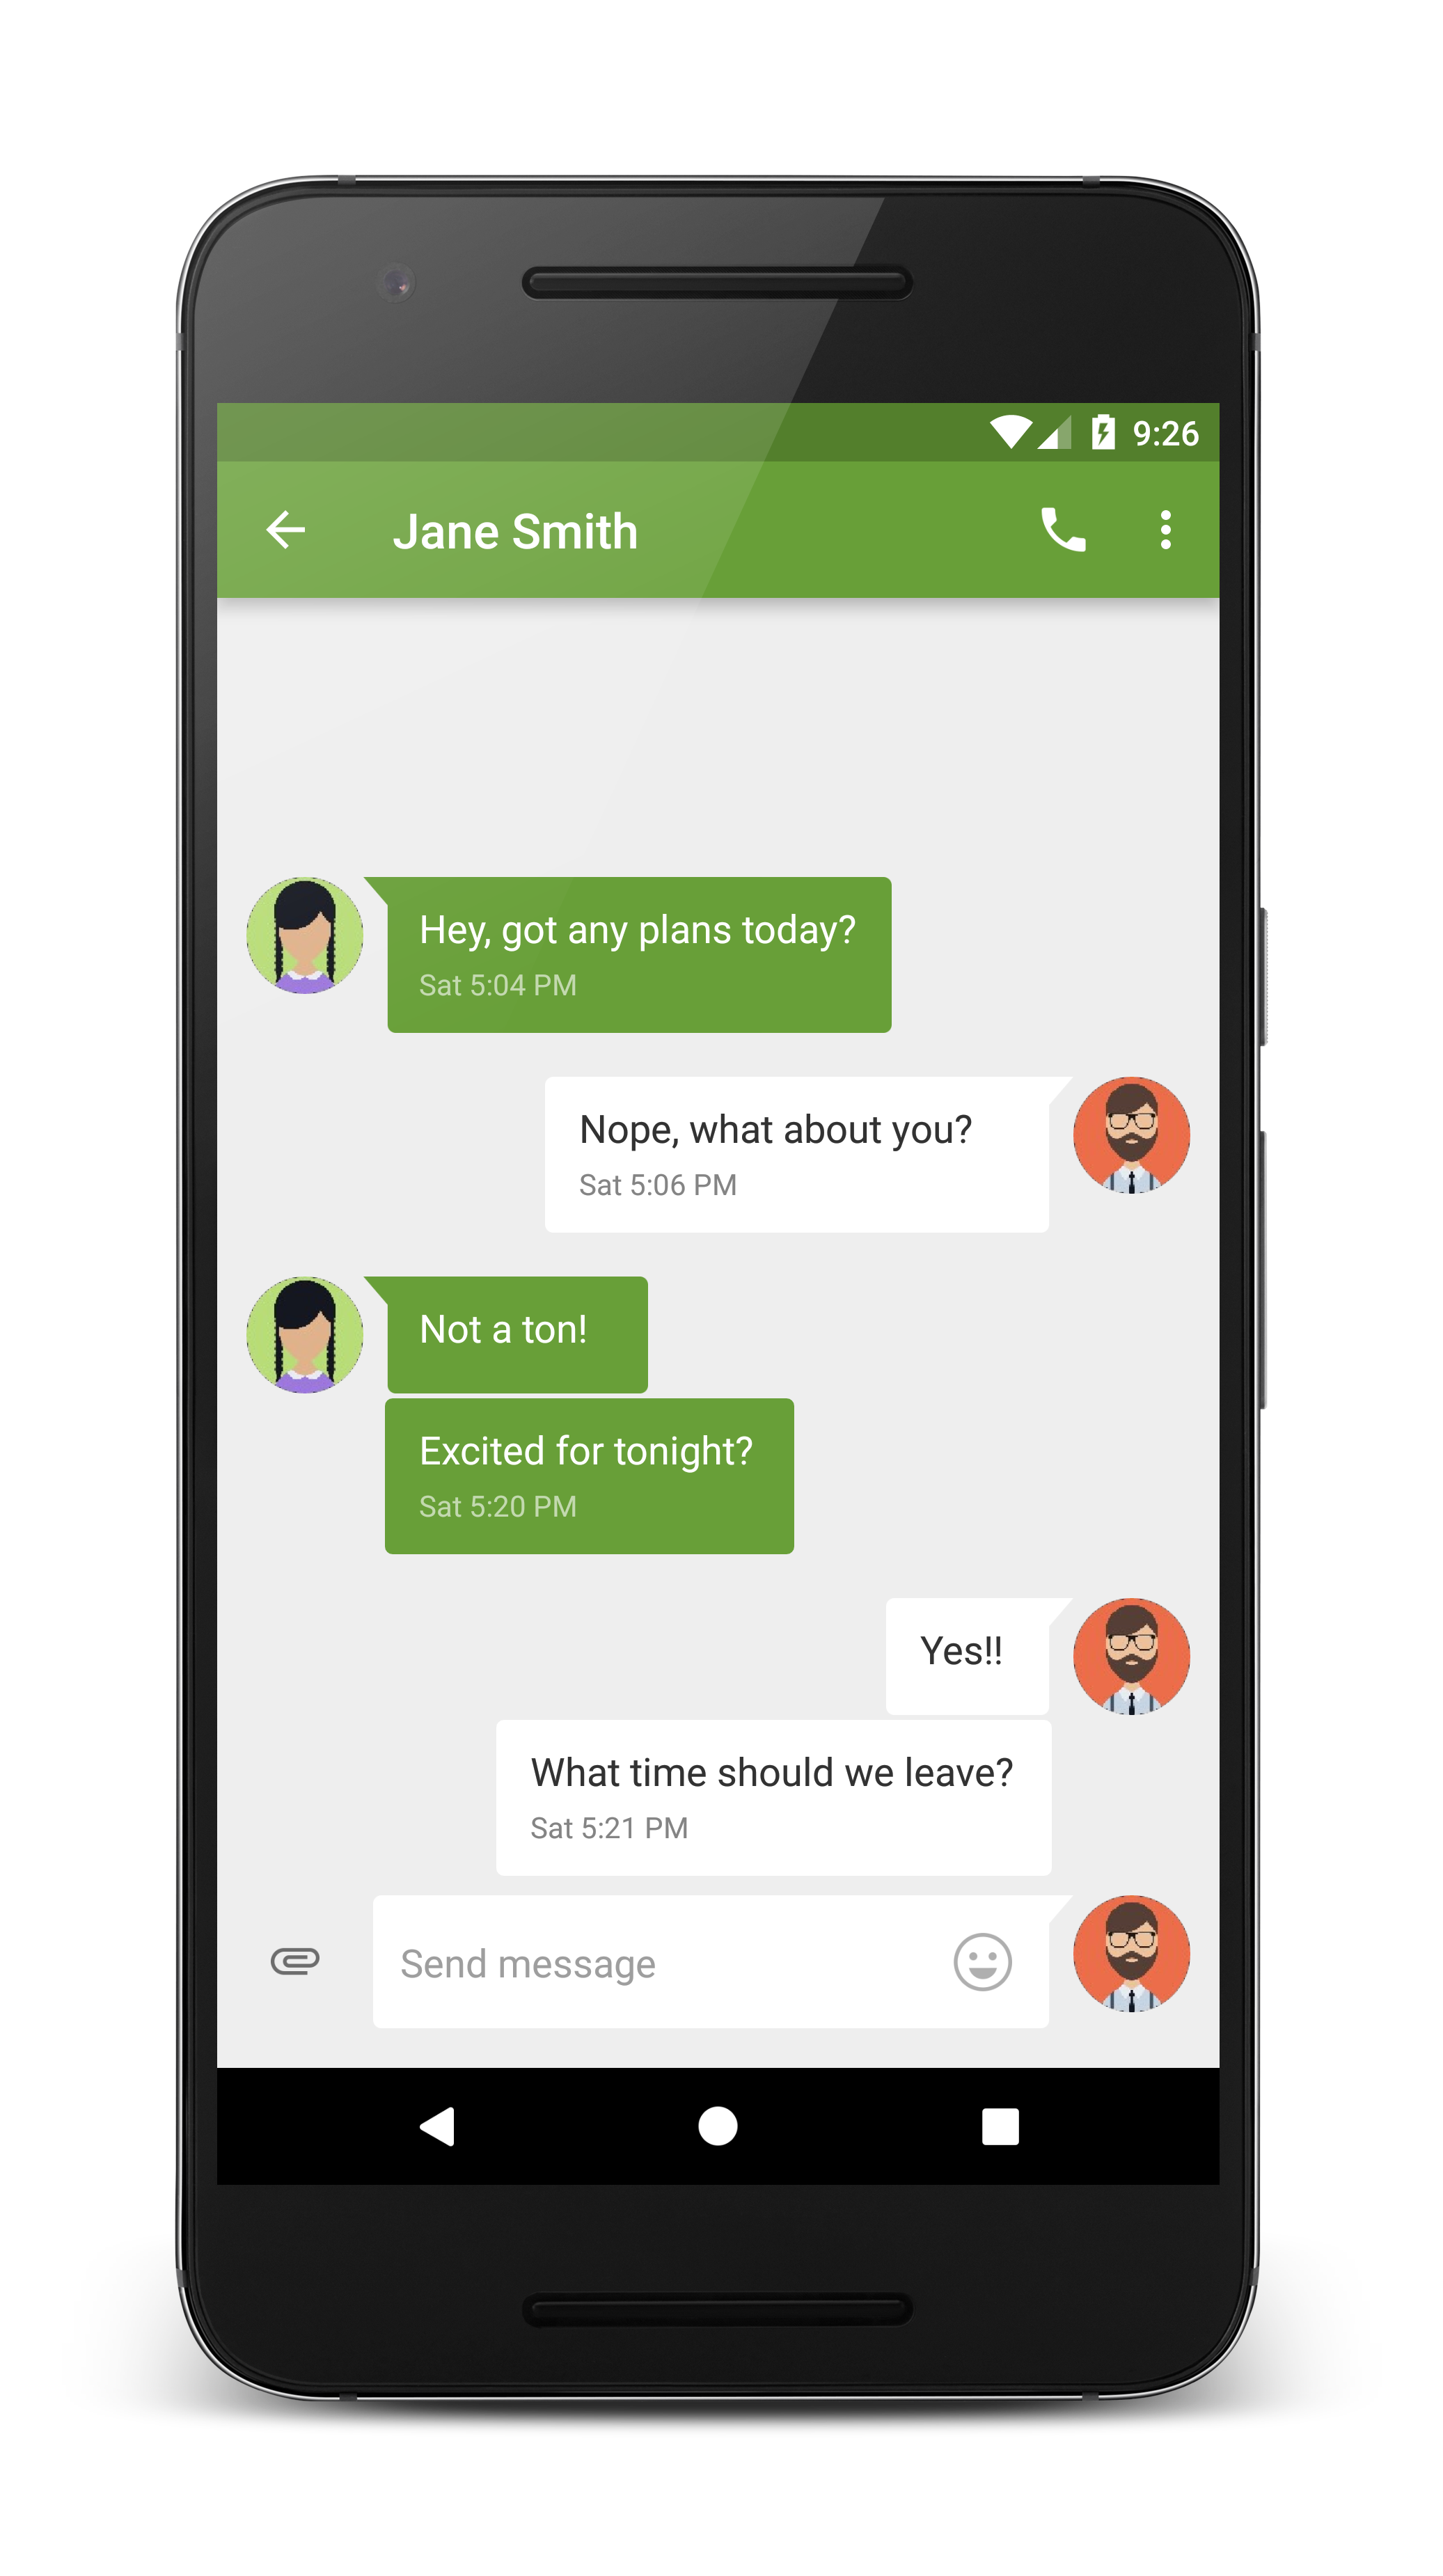 9:26
Jane Smith
Hey, got any plans today?
Sat 5:04 PM
Nope, what about you?
Sat 5:06 PM
Not a ton!
Excited for tonight?
Sat 5:20 PM
Yes!!
What time should we leave?
Sat 5:21 PM
Send message